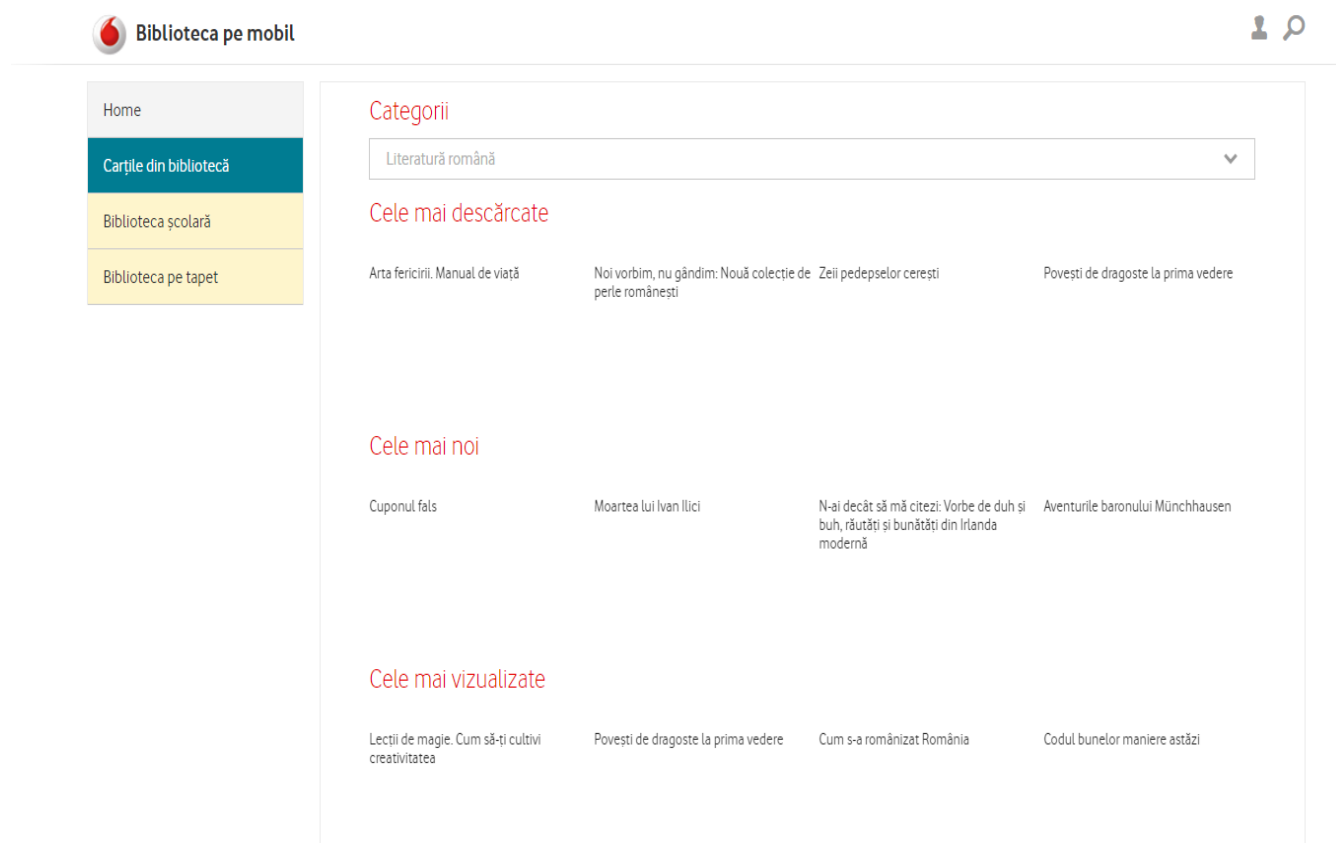 Biblioteca pe mobil
Home
Carțile din bibliotecă
Biblioteca școlară
Biblioteca pe tapet
Categorii
Literatură română
Cele mai descărcate
Arta fericirii. Manual de viață
Noi vorbim, nu gândim: Nouă colecție de
perle românești
Zeii pedepselor cerești
Povești de dragoste la prima vedere
Cele mai noi
Cuponul fals
Moartea lui Ivan Ilici
N-ai decât să mă citezi: Vorbe de duh și
buh, răutăți și bunătăți din Irlanda
modernă
Aventurile baronului Münchhausen
Cele mai vizualizate
Lecții de magie. Cum să-ți cultivi
creativitatea
Povești de dragoste la prima vedere
Cum s-a românizat România
Codul bunelor maniere astăzi